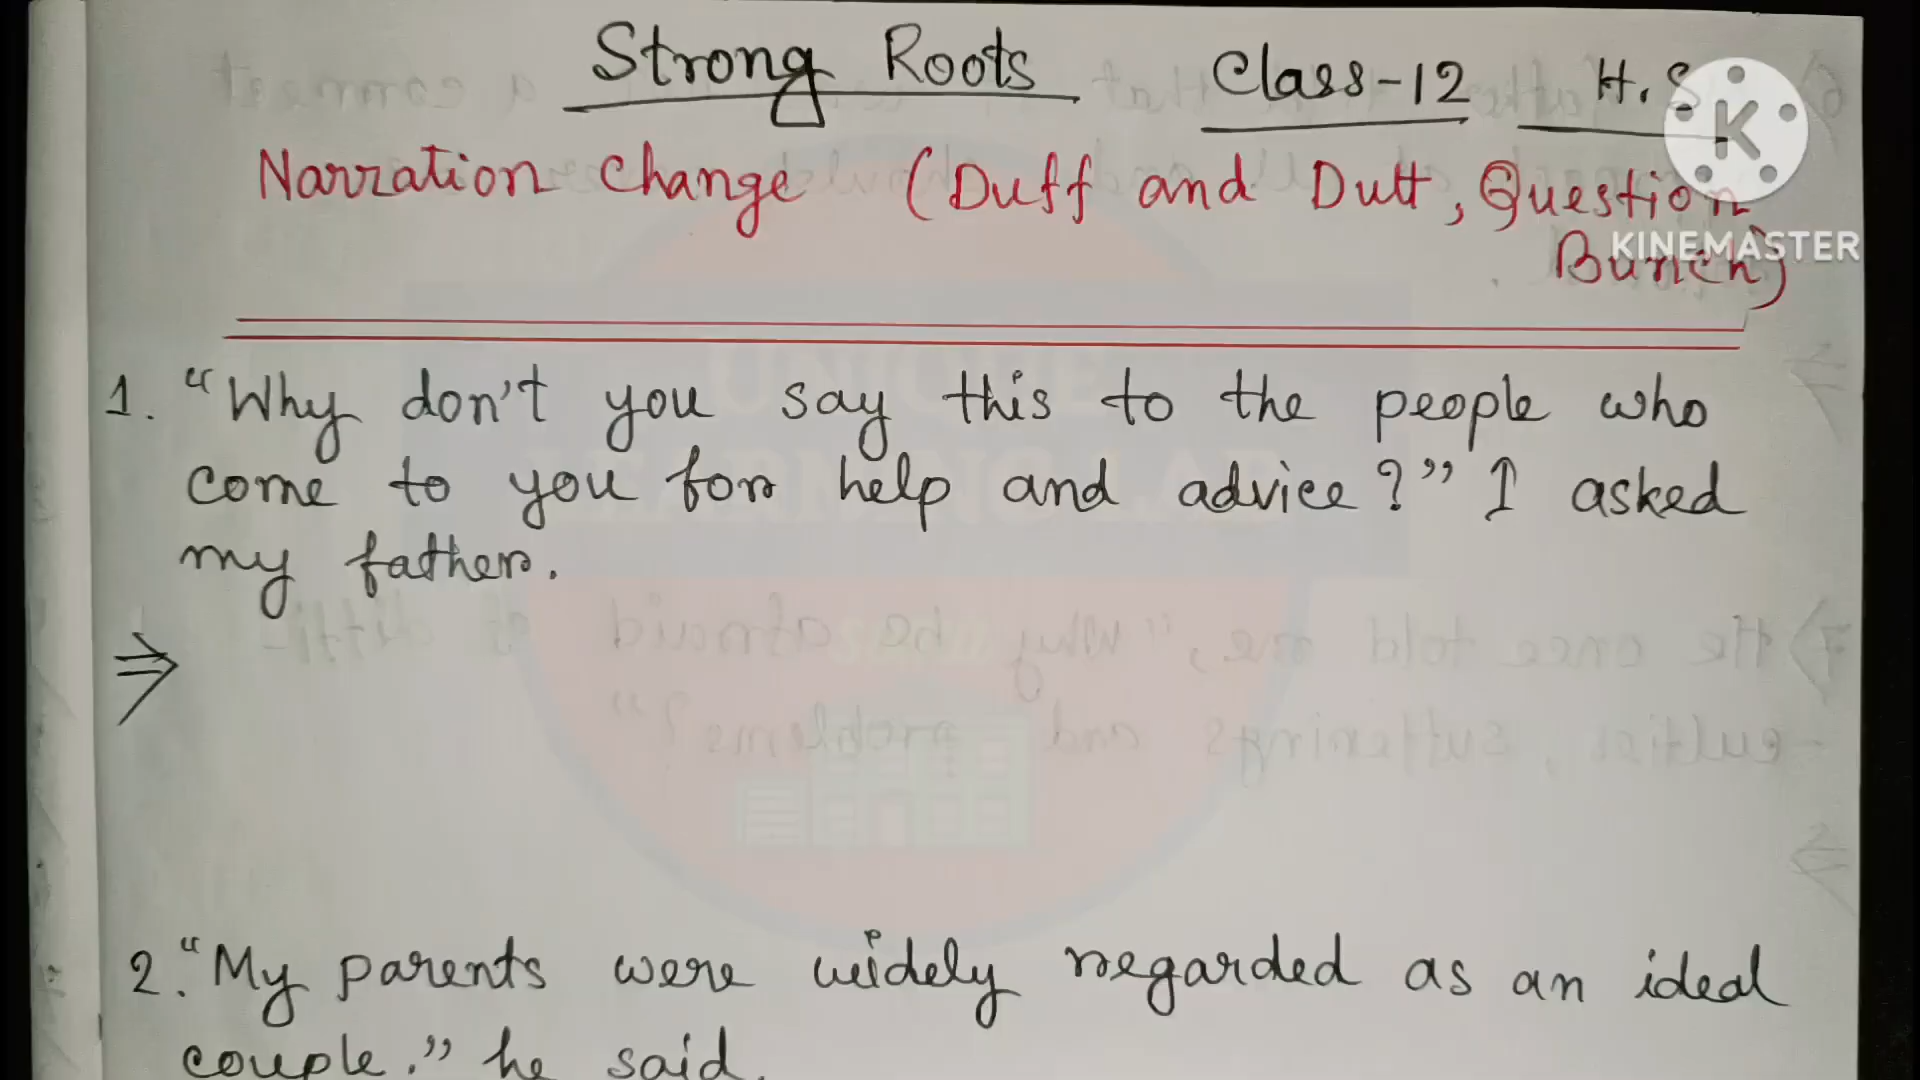 Strong Roots Class-12 H.S
Narration Change (Duff and Dutt, Question
KINEMASTER
Bunch)
1. "Why don't you say this to the people who
come to you for help and advice?" I asked
my father.
⇒
2. "My parents were widely regarded as an ideal
couple." he said.